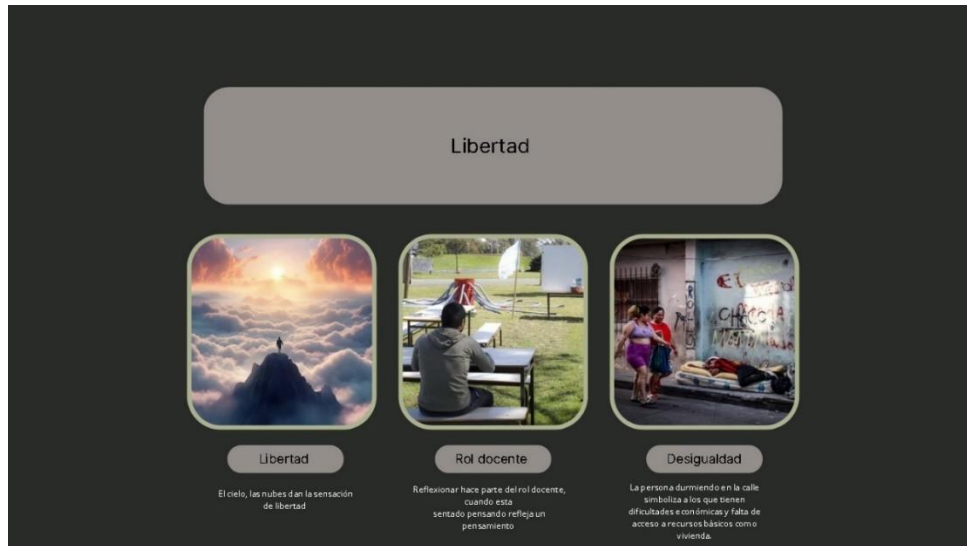 Libertad
Libertad
El cielo, las nubes dan la sensación
de libertad
Rol docente
Reflexionar hace parte del rol docente,
cuando esta
sentado pensando refleja un
pensamiento
Desigualdad
La persona durmiendo en la calle
simboliza a los que tienen
dificultades económicas y falta de
acceso a recursos básicos como
vivienda.